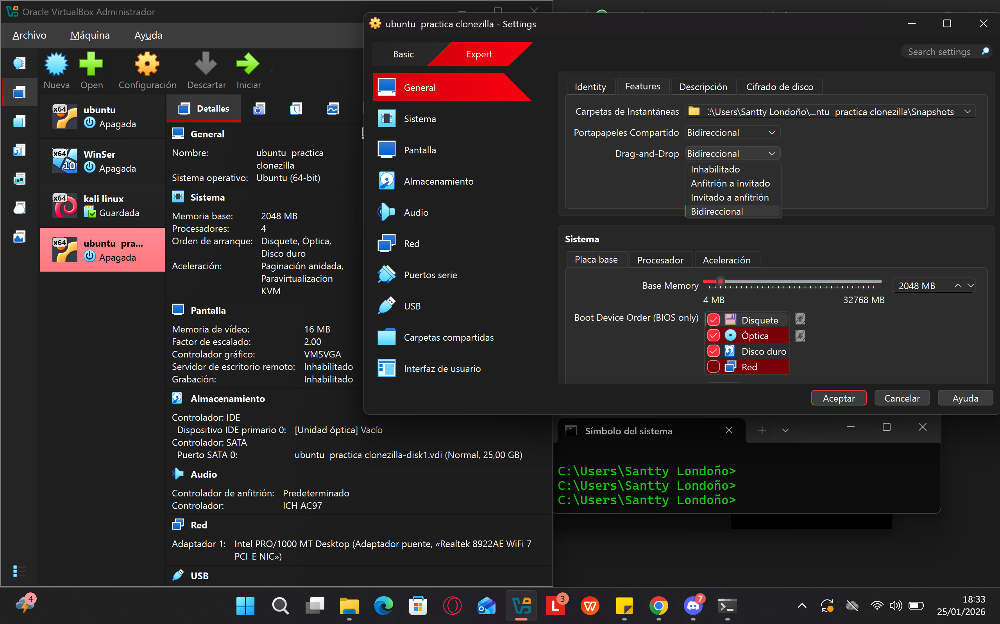 Oracle VirtualBox Administrador
Archivo Máquina Ayuda
Nueva Open Configuración Descartar Iniciar
x64 ubuntu
Apagada
x64 WinSer
10 Apagada
x64 kali linux
Guardada
x64 ubuntu pra...
Apagada
Detalles
General
Nombre: ubuntu practica
clonezilla
Sistema operativo: Ubuntu (64-bit)
Sistema
Memoria base: 2048 MB
Procesadores: 4
Orden de arranque: Disquete, Óptica,
Disco duro
Aceleración: Paginación anidada,
Paravirtualización
KVM
Pantalla
Memoria de vídeo: 16 MB
Factor de escalado: 2.00
Controlador gráfico: VMSVGA
Servidor de escritorio remoto: Inhabilitado
Grabación: Inhabilitado
Almacenamiento
Controlador: IDE
Dispositivo IDE primario 0: [Unidad óptica] Vacío
Controlador: SATA
Puerto SATA 0: ubuntu practica clonezilla-disk1.vdi (Normal, 25,00 GB)
Audio
Controlador de anfitrión: Predeterminado
Controlador: ICH AC97
Red
Adaptador 1: Intel PRO/1000 MT Desktop (Adaptador puente, «Realtek 8922AE WiFi 7
PCI-E NIC»)
USB
ubuntu practica clonezilla - Settings
Basic Expert
Search settings
General
Sistema
Pantalla
Almacenamiento
Audio
Red
Puertos serie
USB
Carpetas compartidas
Interfaz de usuario
Identity Features Descripción Cifrado de disco
Carpetas de Instantáneas :\Users\Santty Londoño\...ntu practica clonezilla\Snapshots
Portapapeles Compartido Bidireccional
Drag-and-Drop Bidireccional
Inhabilitado
Anfitrión a invitado
Invitado a anfitrión
Bidireccional
Sistema
Placa base Procesador Aceleración
Base Memory 2048 MB
4 MB 32768 MB
Boot Device Order (BIOS only) Disquete
Óptica
Disco duro
Red
Aceptar Cancelar Ayuda
Símbolo del sistema
C:\Users\Santty Londoño>
C:\Users\Santty Londoño>
C:\Users\Santty Londoño>
4
3
7
18:33
25/01/2026